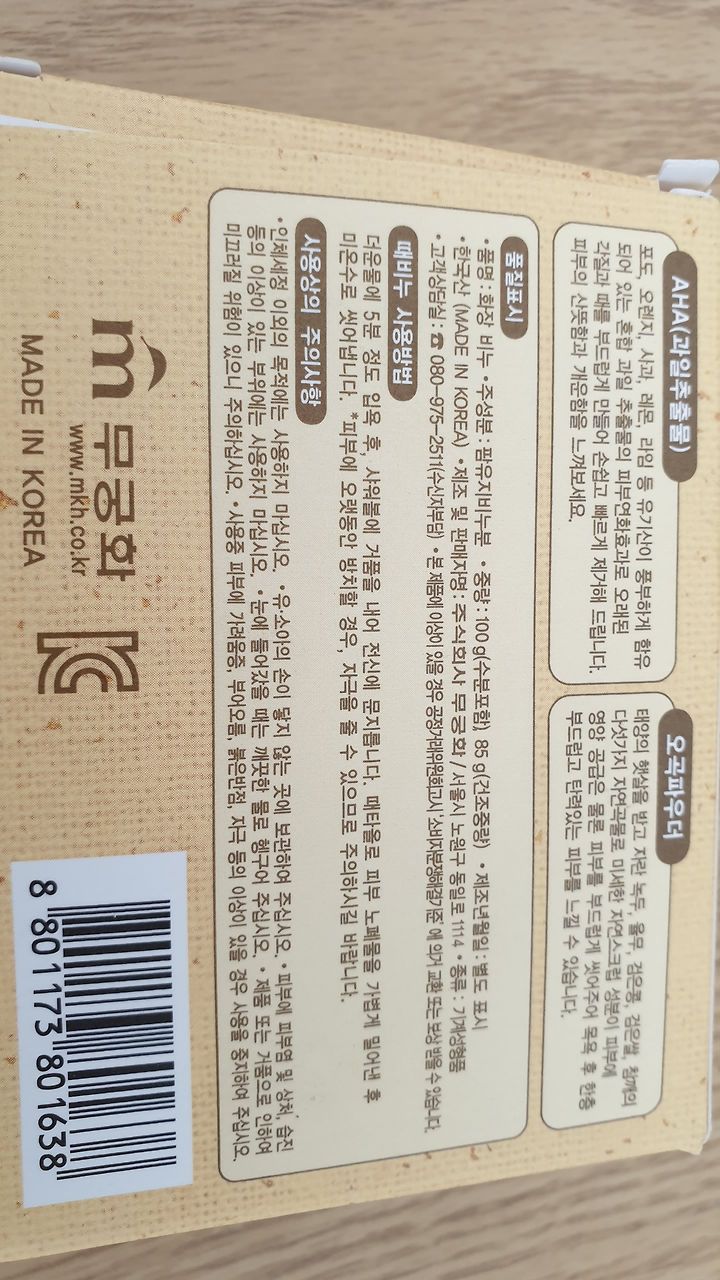 AHA(과일추출물)
포도, 오렌지, 사과, 레몬, 라임 등 유기산이 풍부하게 함유
되어 있는 혼합 과일 추출물의 피부연화효과로 오래된
각질과 때를 부드럽게 만들어 손쉽고 빠르게 제거해 드립니다.
피부의 산뜻함과 개운함을 느껴보세요.
오곡파우더
태양의 햇살을 받고 자란 녹두, 율무, 검은콩, 검은쌀, 참깨의
다섯가지 자연곡물로 미세한 자연스크럽 성분이 피부에
영양 공급은 물론 피부를 부드럽게 씻어주어 목욕 후 한층
부드럽고 탄력있는 피부를 느낄 수 있습니다.
품질표시
•품명 : 화장 비누 •주성분 : 팜유지비누분 •중량 : 100 g(수분포함), 85 g(건조중량) •제조년월일 : 별도 표시
•한국산 (MADE IN KOREA) •제조 및 판매자명 : 주식회사 무궁화 / 서울시 노원구 동일로 1114 •종류 : 기계성형품
•고객상담실 : ☎ 080-975-2511(수신자부담) •본 제품에 이상이 있을 경우 공정거래위원회고시 '소비자분쟁해결기준' 에 의거 교환 또는 보상 받을 수 있습니다.
때비누 사용방법
더운물에 5분 정도 입욕 후, 샤워볼에 거품을 내어 전신에 문지릅니다. 때타올로 피부 노폐물을 가볍게 밀어낸 후
미온수로 씻어냅니다. *피부에 오랫동안 방치할 경우, 자극을 줄 수 있으므로 주의하시길 바랍니다.
사용상의 주의사항
•인체세정 이외의 목적에는 사용하지 마십시오. •유소아의 손이 닿지 않는 곳에 보관하여 주십시오. •피부에 피부염 및 상처, 습진
등의 이상이 있는 부위에는 사용하지 마십시오. •눈에 들어갔을 때는 깨끗한 물로 헹구어 주십시오. •제품 또는 거품으로 인하여
미끄러질 위험이 있으니 주의하십시오. •사용중 피부에 가려움증, 부어오름, 붉은반점, 자극 등의 이상이 있을 경우 사용을 중지하여 주십시오.
무궁화
www.mkh.co.kr
MADE IN KOREA
8 801173 801638